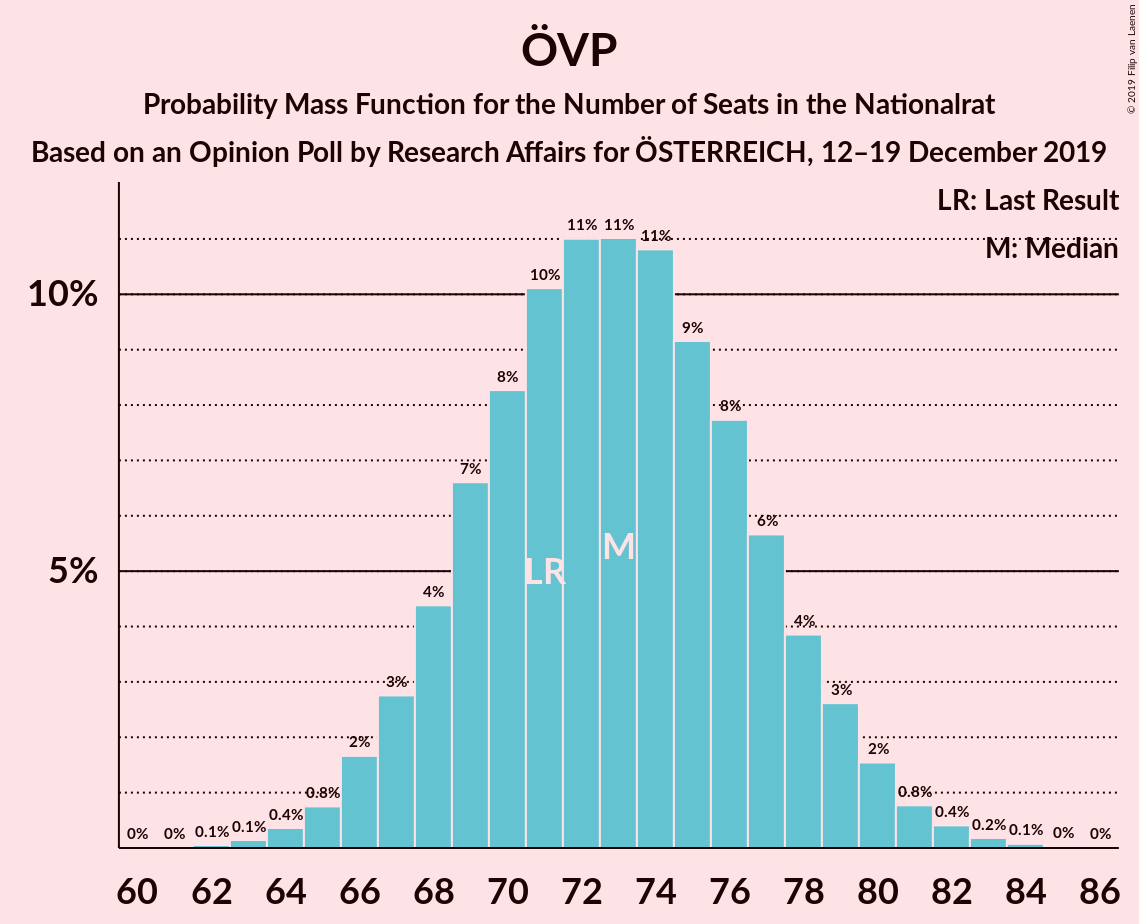 ÖVP
Probability Mass Function for the Number of Seats in the Nationalrat
Based on an Opinion Poll by Research Affairs for ÖSTERREICH, 12–19 December 2019
© 2019 Filip van Laenen
LR: Last Result
M: Median
10%
5%
0% 0% 0.1% 0.1% 0.4% 0.8% 2% 3% 4% 7% 8% 10% 11% 11% 11% 9% 8% 6% 4% 3% 2% 0.8% 0.4% 0.2% 0.1% 0% 0%
LR M
60 62 64 66 68 70 72 74 76 78 80 82 84 86